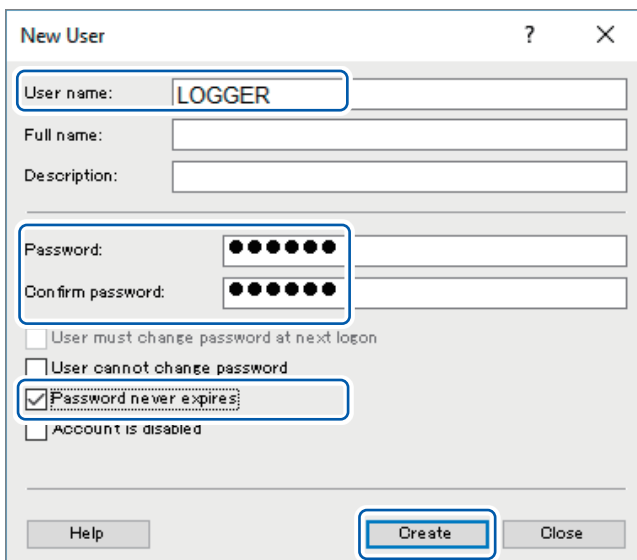 New User ? ✕
User name: LOGGER
Full name:
Description:
Password: ●●●●●●
Confirm password: ●●●●●●
User must change password at next logon
User cannot change password
Password never expires
Account is disabled
Help Create Close